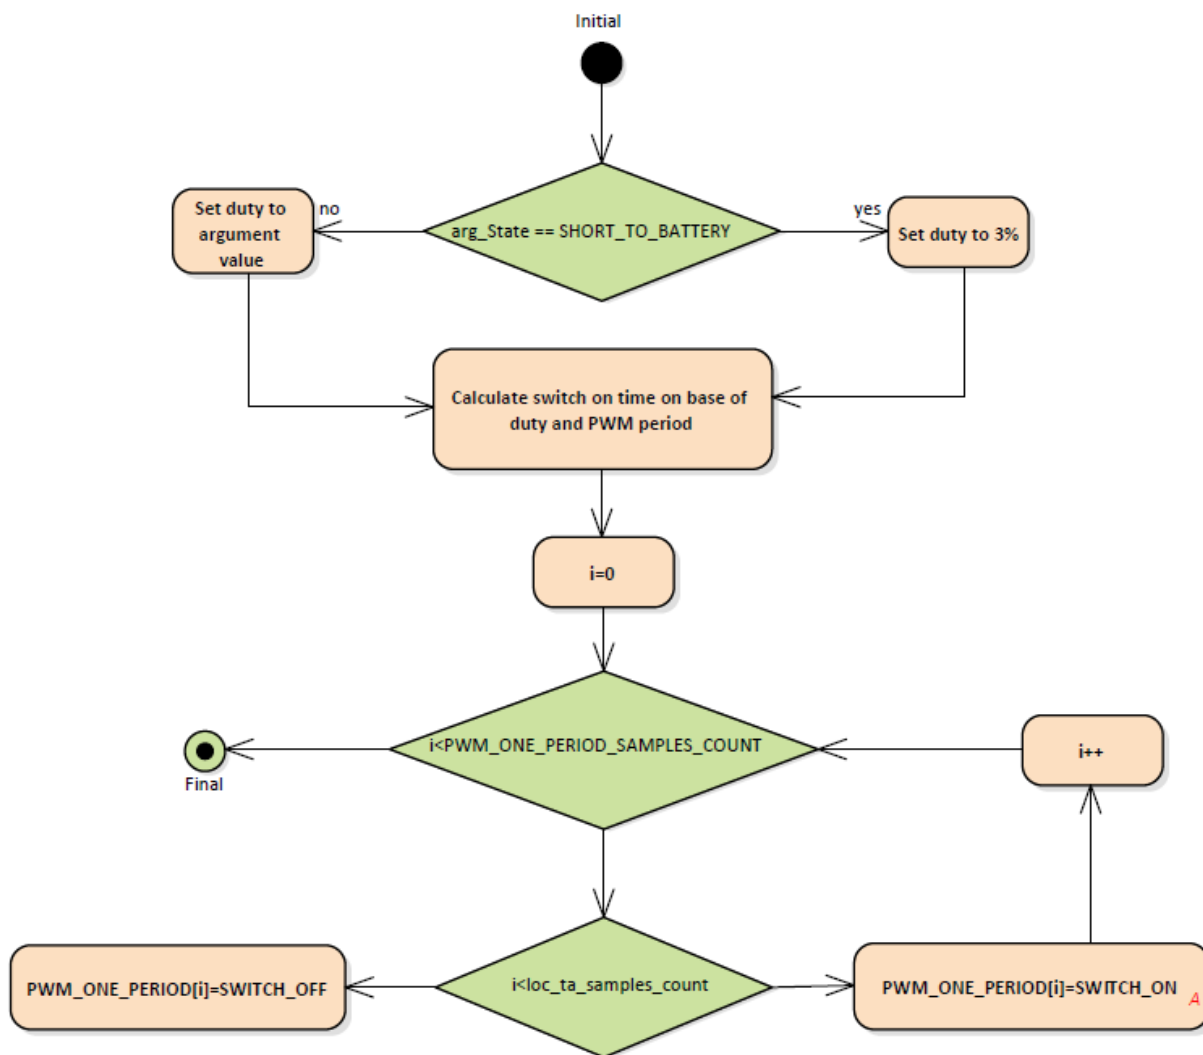 Initial
arg_State == SHORT_TO_BATTERY
no
yes
Set duty to
argument
value
Set duty to 3%
Calculate switch on time on base of
duty and PWM period
i=0
i<PWM_ONE_PERIOD_SAMPLES_COUNT
Final
i++
i<loc_ta_samples_count
PWM_ONE_PERIOD[i]=SWITCH_OFF
PWM_ONE_PERIOD[i]=SWITCH_ON
A